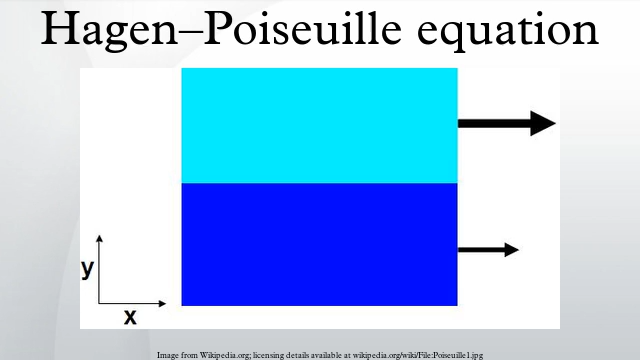 Hagen–Poiseuille equation
y
x
Image from Wikipedia.org; licensing details available at wikipedia.org/wiki/File:Poiseuille1.jpg